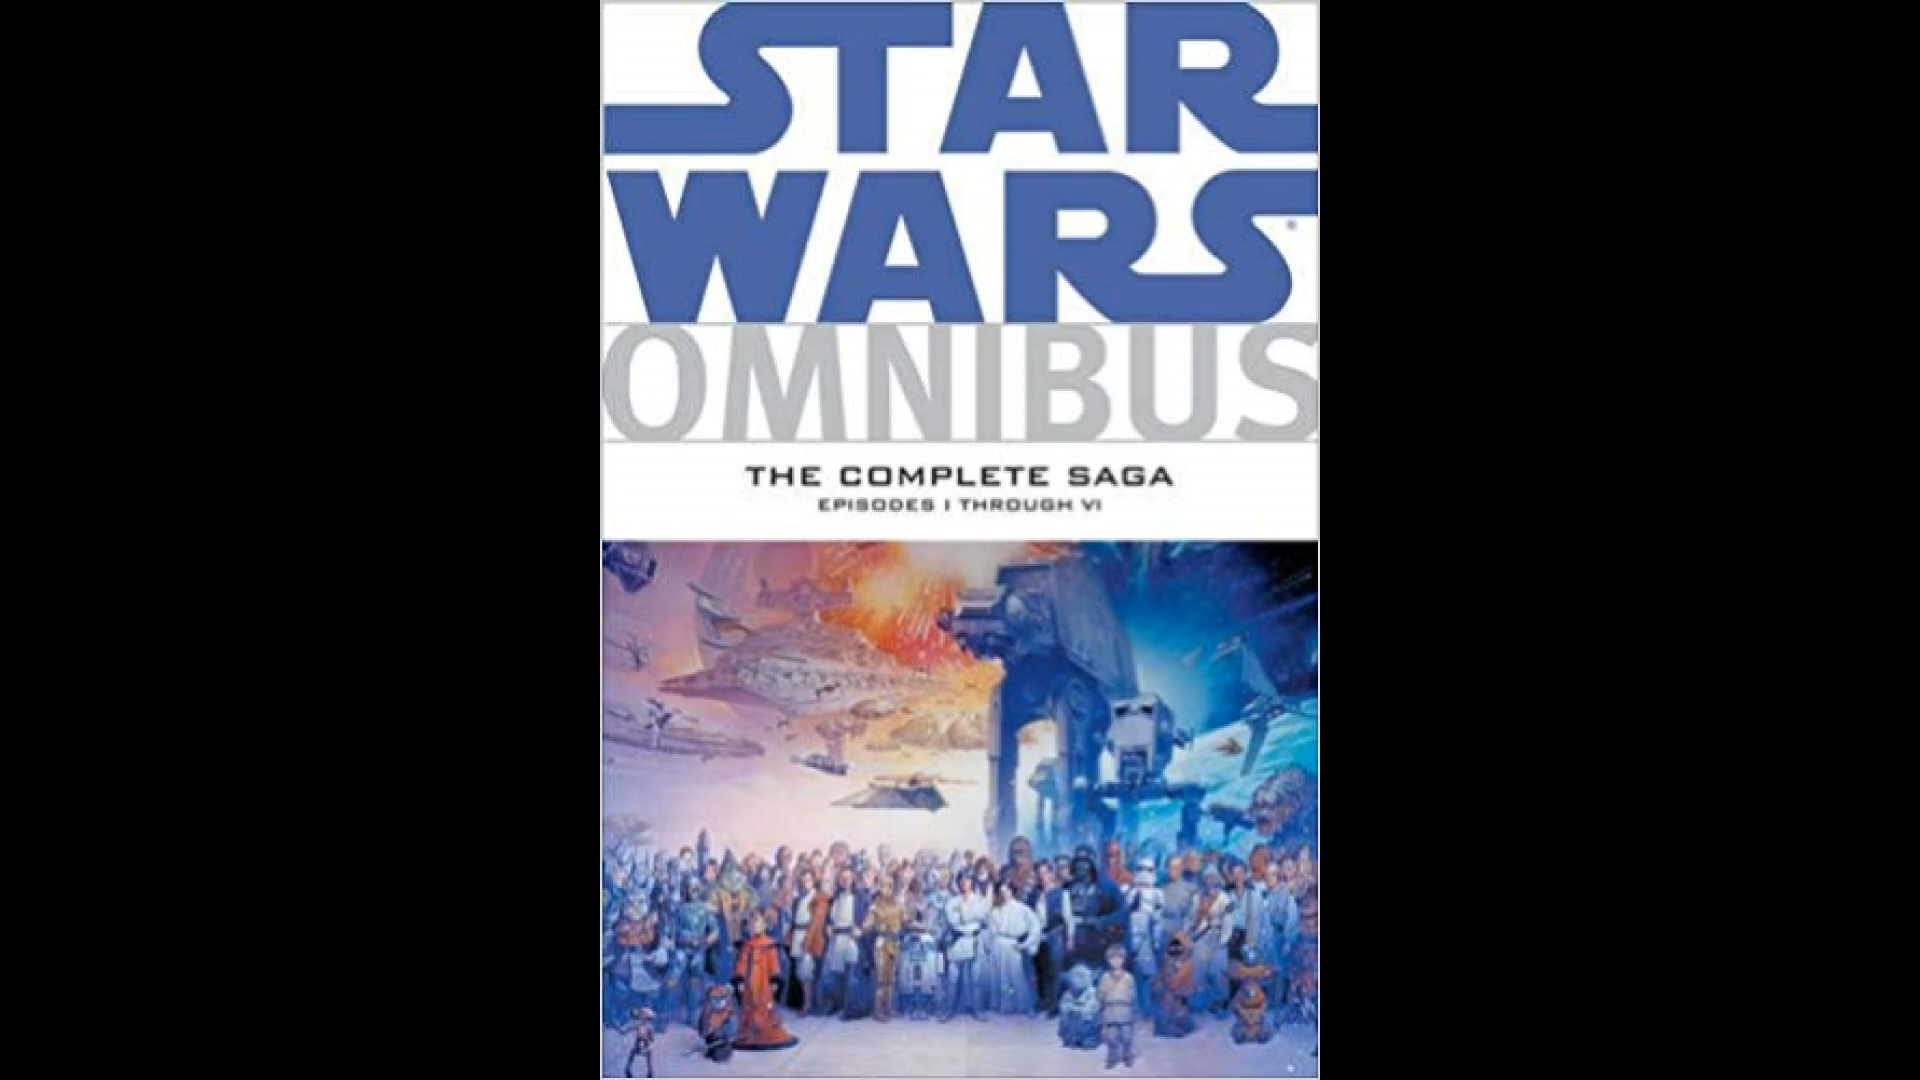 STAR
WARS
OMNIBUS
THE COMPLETE SAGA
EPISODES I THROUGH VI